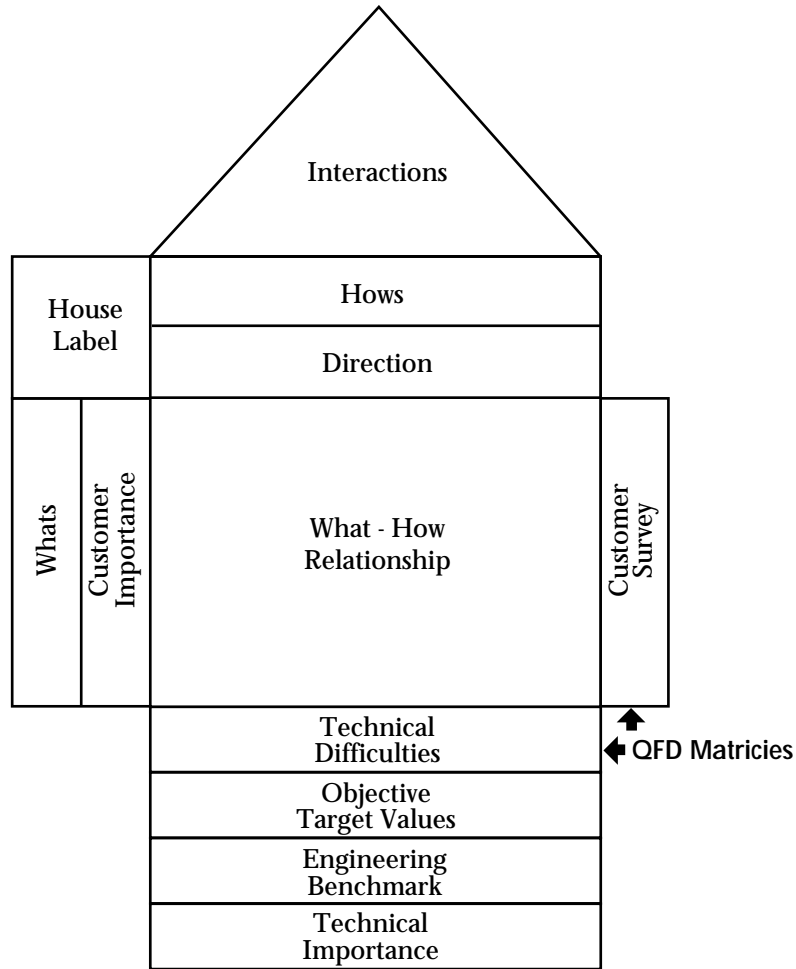 Interactions
Hows
House
Label
Direction
Whats
Customer
Importance
What - How
Relationship
Customer
Survey
Technical
Difficulties
QFD Matricies
Objective
Target Values
Engineering
Benchmark
Technical
Importance